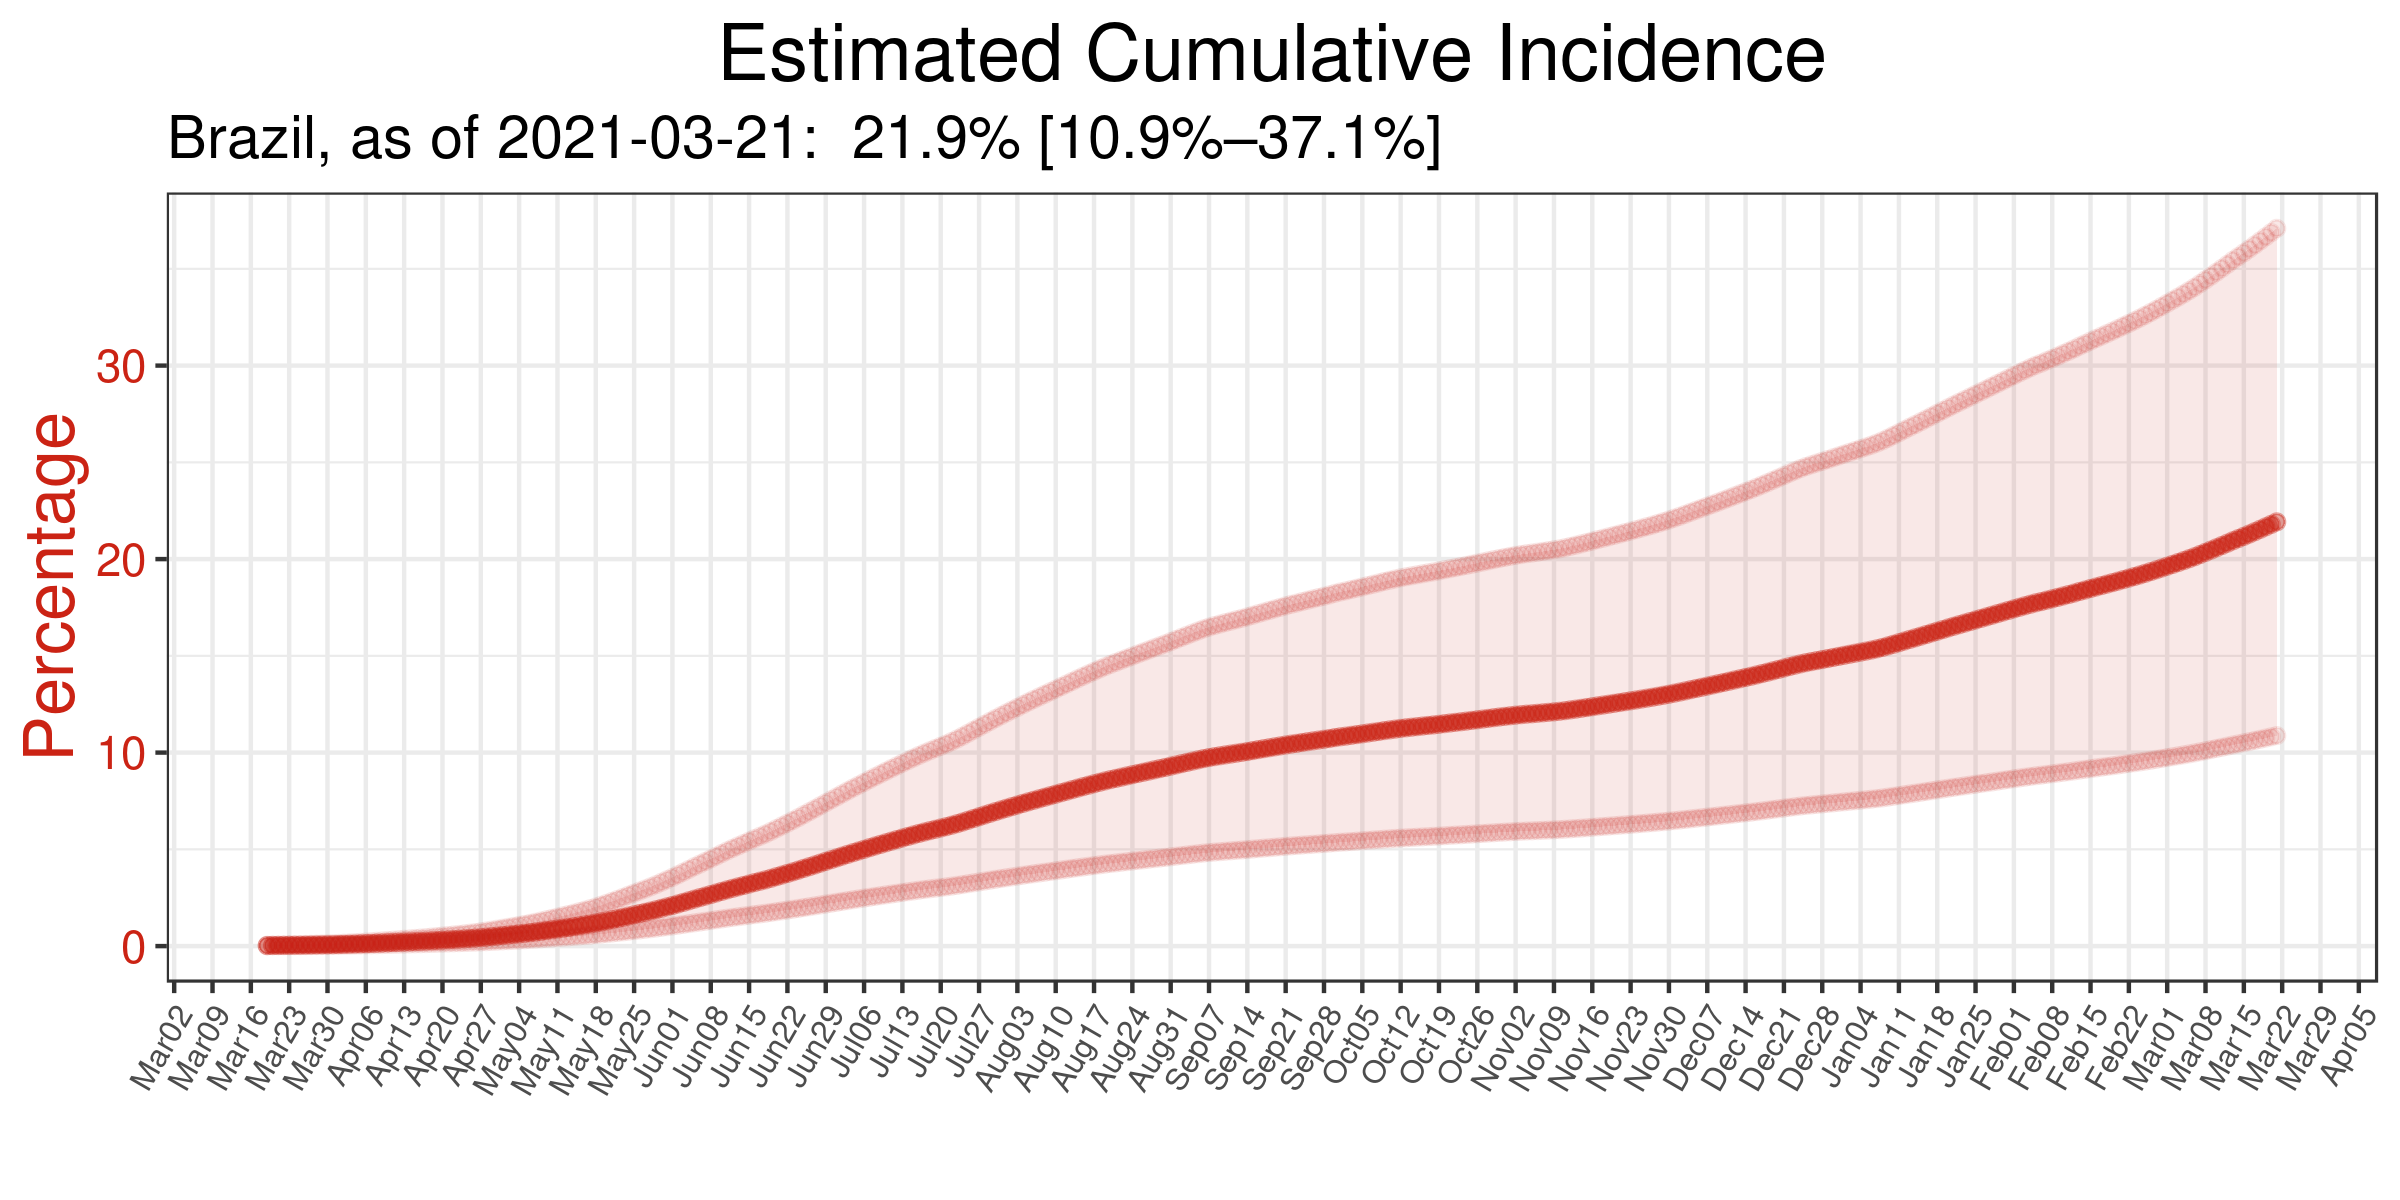 Estimated Cumulative Incidence
Brazil, as of 2021-03-21:  21.9% [10.9%–37.1%]
Percentage
30
20
10
0
Mar02
Mar09
Mar16
Mar23
Mar30
Apr06
Apr13
Apr20
Apr27
May04
May11
May18
May25
Jun01
Jun08
Jun15
Jun22
Jun29
Jul06
Jul13
Jul20
Jul27
Aug03
Aug10
Aug17
Aug24
Aug31
Sep07
Sep14
Sep21
Sep28
Oct05
Oct12
Oct19
Oct26
Nov02
Nov09
Nov16
Nov23
Nov30
Dec07
Dec14
Dec21
Dec28
Jan04
Jan11
Jan18
Jan25
Feb01
Feb08
Feb15
Feb22
Mar01
Mar08
Mar15
Mar22
Mar29
Apr05